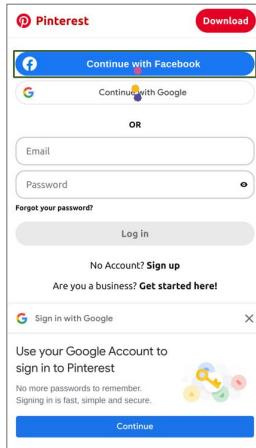 Pinterest
Download
Continue with Facebook
Continue with Google
OR
Email
Password
Forgot your password?
Log in
No Account? Sign up
Are you a business? Get started here!
Sign in with Google
Use your Google Account to
sign in to Pinterest
No more passwords to remember.
Signing in is fast, simple and secure.
Continue